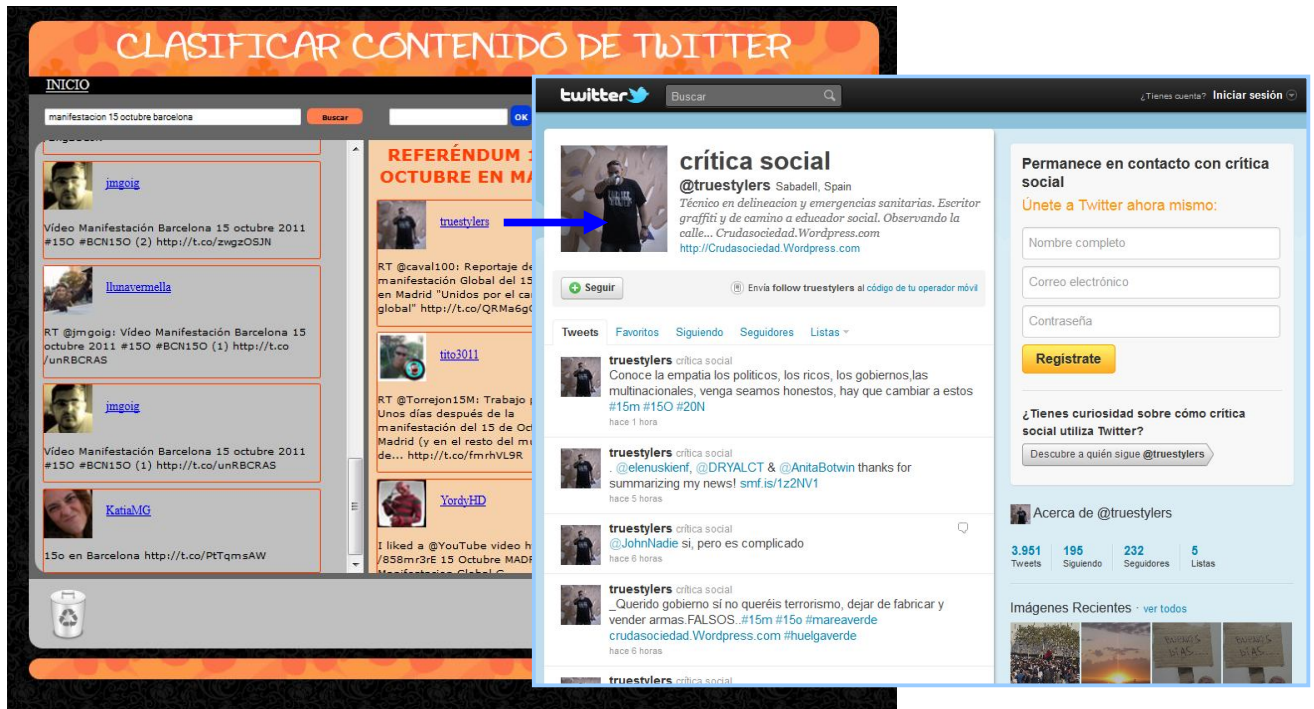 CLASIFICAR CONTENIDO DE TWITTER
INICIO
manifestacion 15 octubre barcelona
Buscar
OK
jmgoig
Vídeo Manifestación Barcelona 15 octubre 2011
#15O #BCN15O (2) http://t.co/zwgzOSJN
llunavermella
RT @jmgoig: Vídeo Manifestación Barcelona 15
octubre 2011 #15O #BCN15O (1) http://t.co
/unRBCRAS
jmgoig
Vídeo Manifestación Barcelona 15 octubre 2011
#15O #BCN15O (1) http://t.co/unRBCRAS
KatiaMG
15o en Barcelona http://t.co/PtTqmsAW
REFERÉNDUM
OCTUBRE EN MA
truestylers
RT @caval100: Reportaje de
manifestación Global del 15
en Madrid "Unidos por el ca
global" http://t.co/QRMa6g
tito3011
RT @Torrejon15M: Trabajo
Unos días después de la
manifestación del 15 de Oc
Madrid (y en el resto del m
de... http://t.co/fmrhVL9R
YordyHD
I liked a @YouTube video h
/858mr3rE 15 Octubre MADR
Manifestacion Global C
twitter
Buscar
¿Tienes cuenta? Iniciar sesión
crítica social
@truestylers Sabadell, Spain
Técnico en delineacion y emergencias sanitarias. Escritor
graffiti y de camino a educador social. Observando la
calle... Crudasociedad.Wordpress.com
http://Crudasociedad.Wordpress.com
Seguir
Envía follow truestylers al código de tu operador móvil
Tweets Favoritos Siguiendo Seguidores Listas
truestylers crítica social
Conoce la empatia los politicos, los ricos, los gobiernos,las
multinacionales, venga seamos honestos, hay que cambiar a estos
#15m #15O #20N
hace 1 hora
truestylers crítica social
. @elenuskienf, @DRYALCT & @AnitaBotwin thanks for
summarizing my news! smf.is/1z2NV1
hace 5 horas
truestylers crítica social
@JohnNadie si, pero es complicado
hace 6 horas
truestylers crítica social
_Querido gobierno sí no queréis terrorismo, dejar de fabricar y
vender armas.FALSOS..#15m #15o #mareaverde
crudasociedad.Wordpress.com #huelgaverde
hace 6 horas
truestylers crítica social
Permanece en contacto con crítica
social
Únete a Twitter ahora mismo:
Nombre completo
Correo electrónico
Contraseña
Registrate
¿Tienes curiosidad sobre cómo crítica
social utiliza Twitter?
Descubre a quién sigue @truestylers
Acerca de @truestylers
3.951 195 232 5
Tweets Siguiendo Seguidores Listas
Imágenes Recientes · ver todos